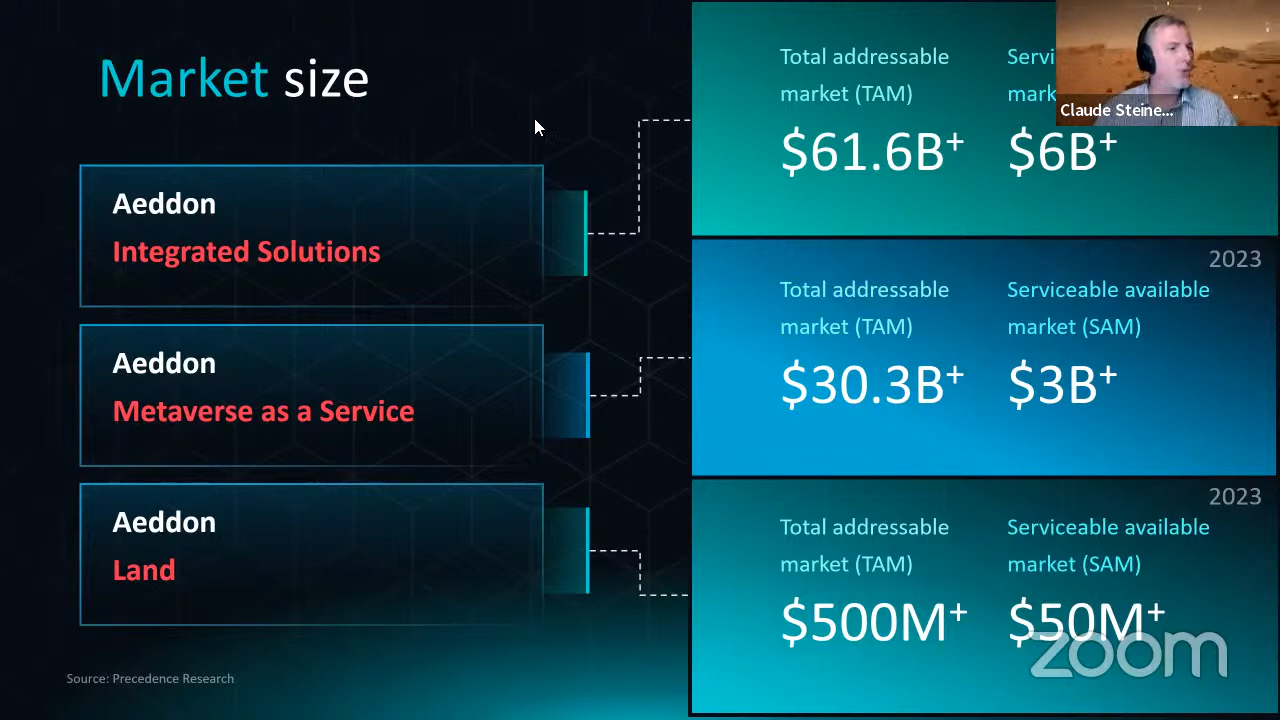 Market size
Aeddon
Integrated Solutions
Aeddon
Metaverse as a Service
Aeddon
Land
Source: Precedence Research
Total addressable
market (TAM)
$61.6B+
Servi
mark
$6B+
Claude Steine...
2023
Total addressable
market (TAM)
$30.3B+
Serviceable available
market (SAM)
$3B+
2023
Total addressable
market (TAM)
$500M+
Serviceable available
market (SAM)
$50M+
zoom